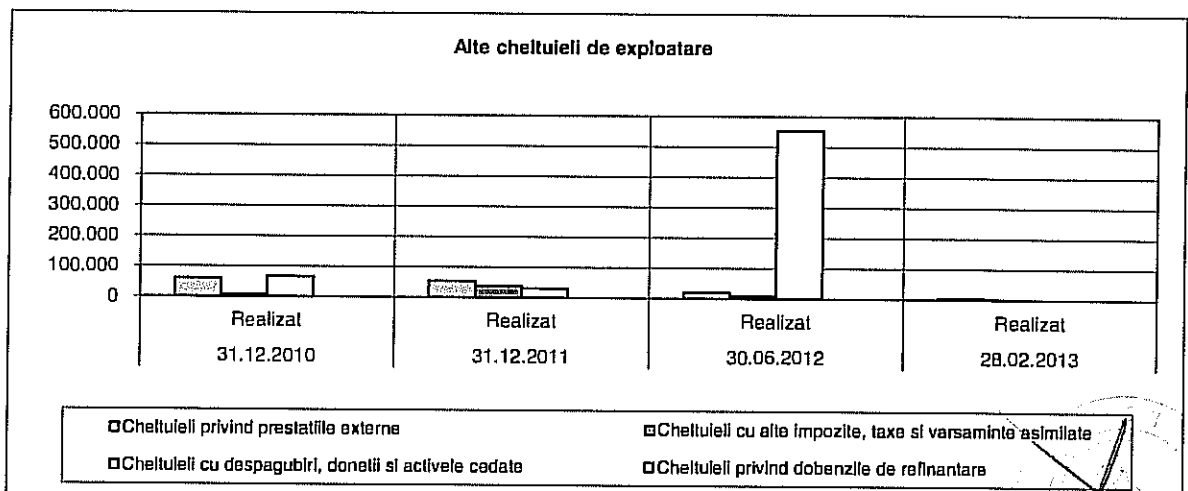 Alte cheltuieli de exploatare
600.000
500.000
400.000
300.000
200.000
100.000
0
Realizat Realizat Realizat Realizat
31.12.2010 31.12.2011 30.06.2012 28.02.2013
Cheltuieli privind prestatiile externe Cheltuieli cu alte impozite, taxe si varsaminte asimilate
Cheltuieli cu despagubiri, donatii si activele cedate Cheltuieli privind dobenzile de refinantare